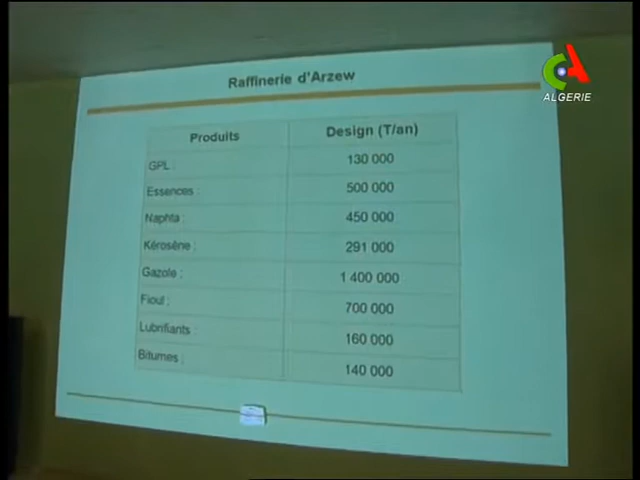 Raffinerie d'Arzew
ALGERIE
Produits Design (T/an)
GPL : 130 000
Essences : 500 000
Naphta : 450 000
Kérosène : 291 000
Gazole : 1 400 000
Fioul : 700 000
Lubrifiants : 160 000
Bitumes : 140 000